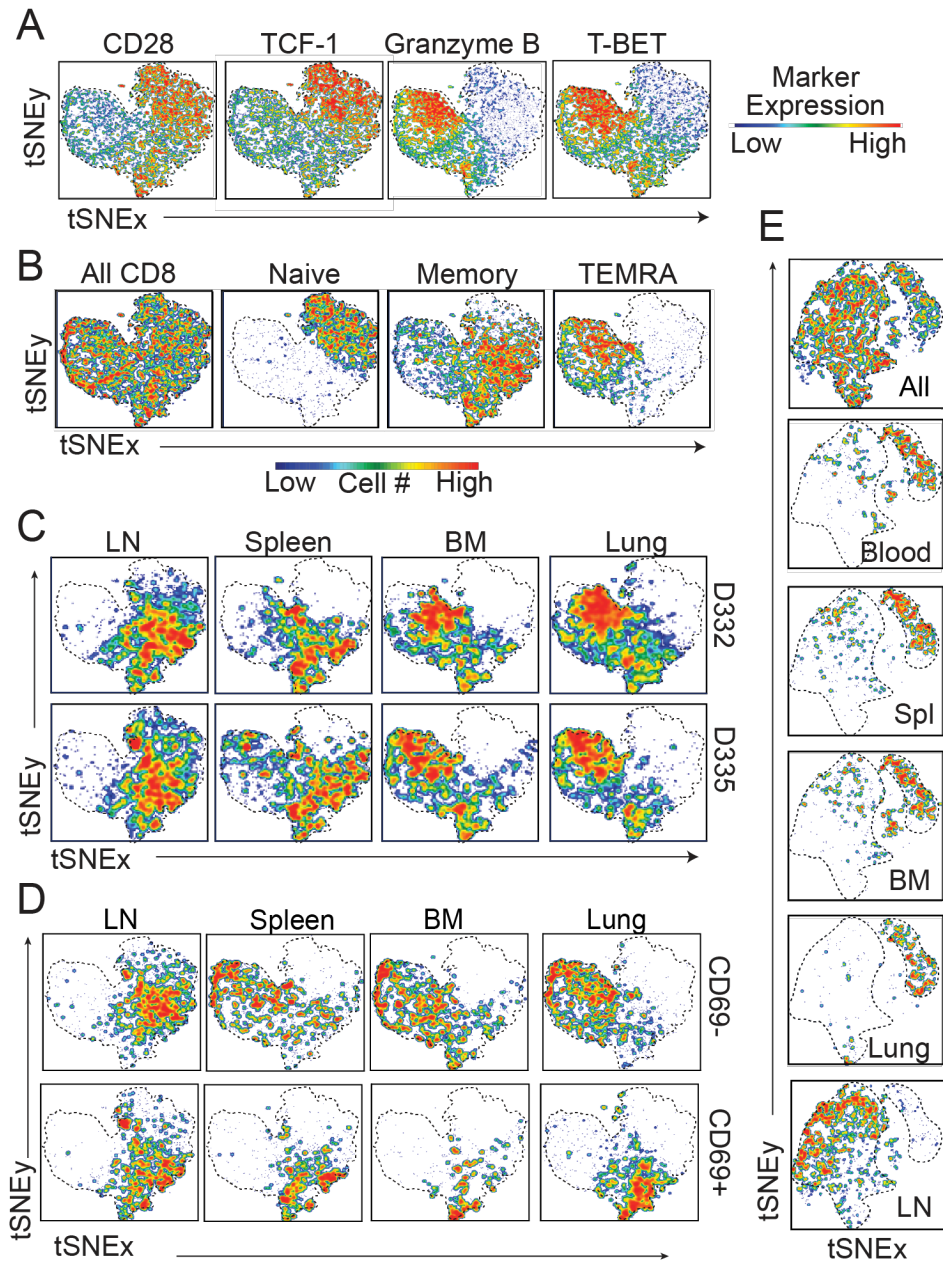 A
CD28 TCF-1 Granzyme B T-BET
Marker
Expression
Low High
tSNEy
tSNEx
B
All CD8 Naive Memory TEMRA
tSNEy
tSNEx
Low Cell # High
C
LN Spleen BM Lung
D332
D335
tSNEy
tSNEx
D
LN Spleen BM Lung
CD69-
CD69+
tSNEy
tSNEx
E
All
Blood
Spl
BM
Lung
LN
tSNEy
tSNEx